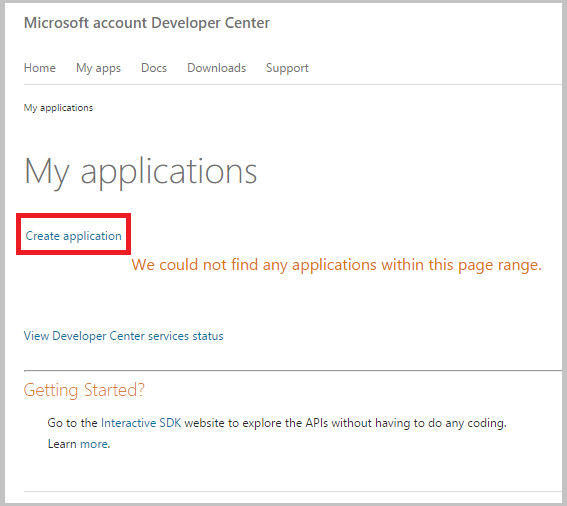 Microsoft account Developer Center
Home My apps Docs Downloads Support
My applications
My applications
Create application
We could not find any applications within this page range.
View Developer Center services status
Getting Started?
Go to the Interactive SDK website to explore the APIs without having to do any coding.
Learn more.